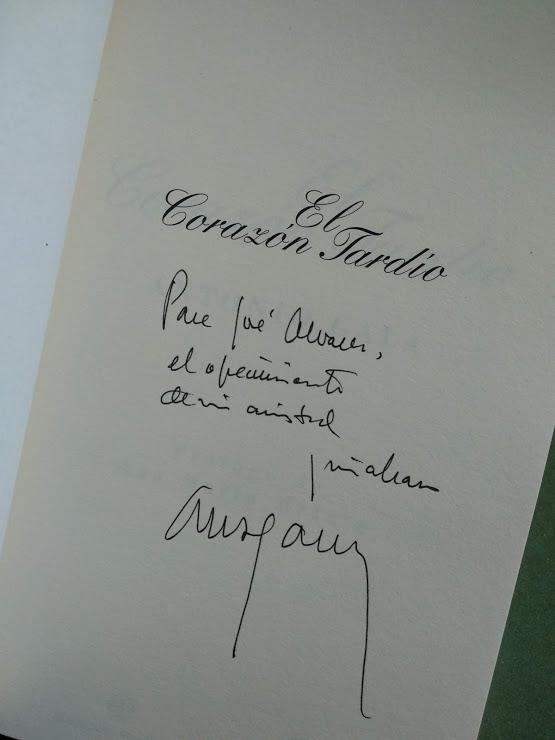 El
Corazón Tardío
Para José Alvarez,
el ofrecimiento
de mi amistad